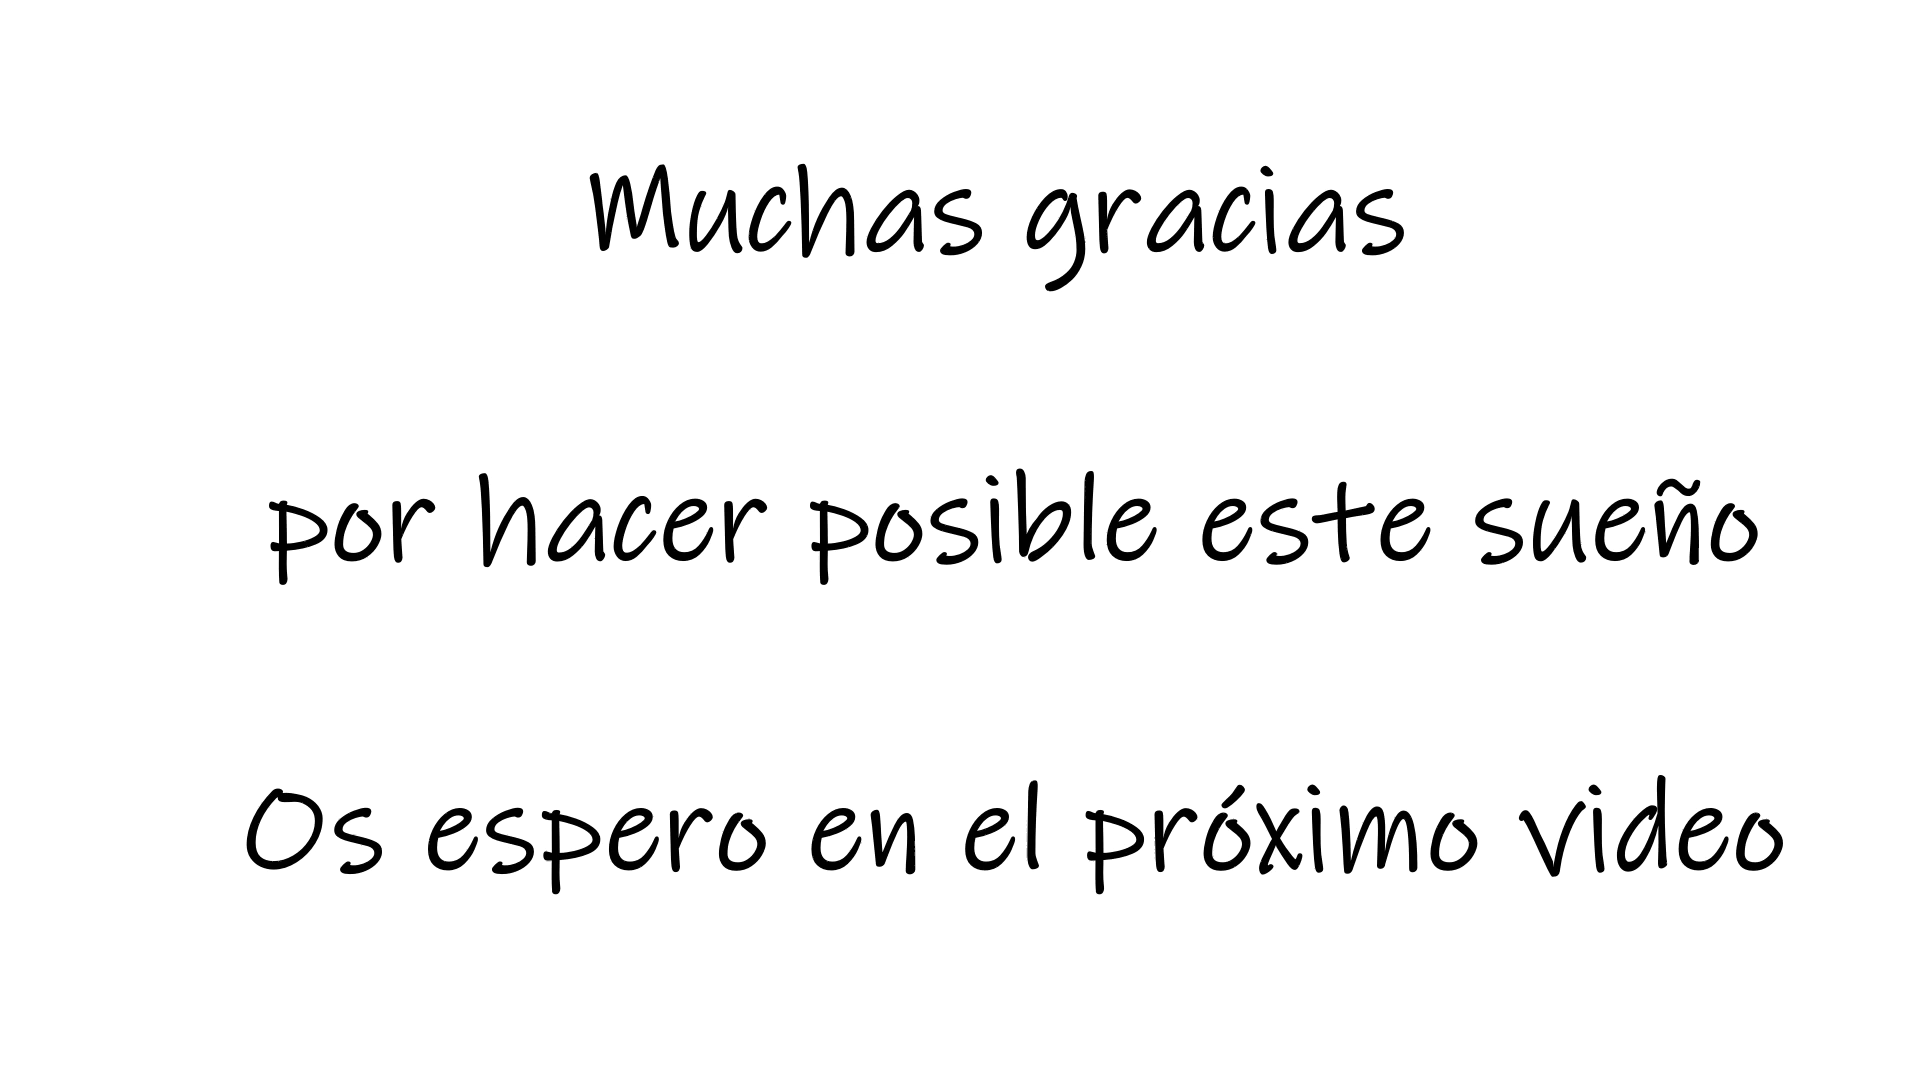 Muchas gracias
por hacer posible este sueño
Os espero en el próximo video